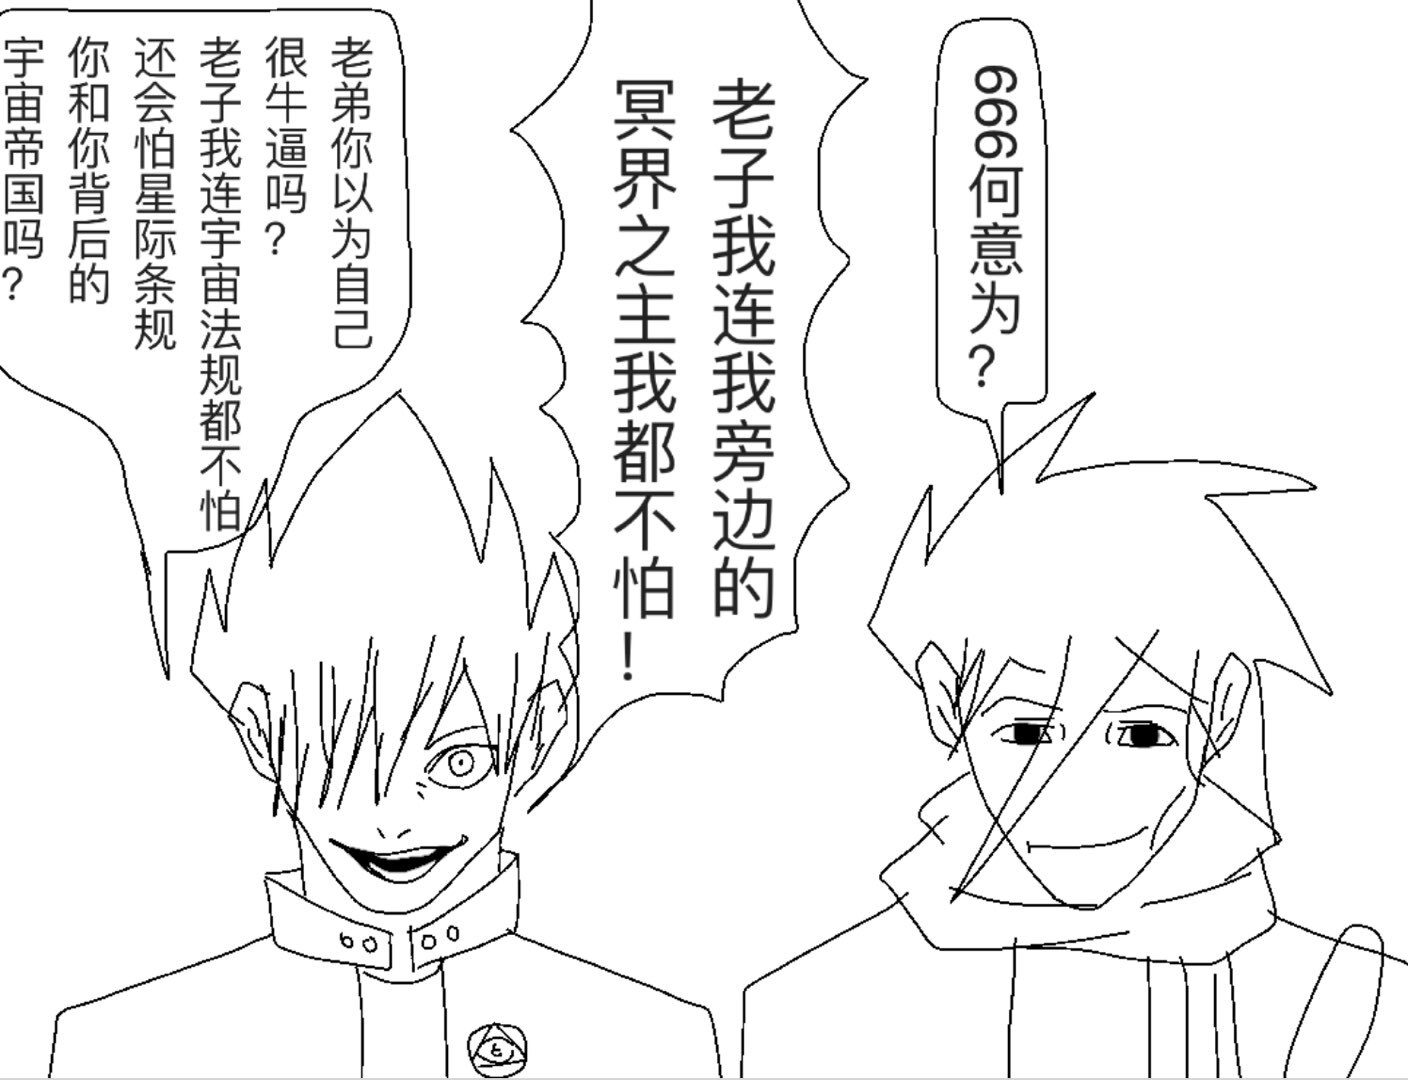 老弟你以为自己
很牛逼吗？
老子我连宇宙法规都不怕
还会怕星际条规
你和你背后的
宇宙帝国吗？
老子我连我旁边的
冥界之主我都不怕！
666何意为？